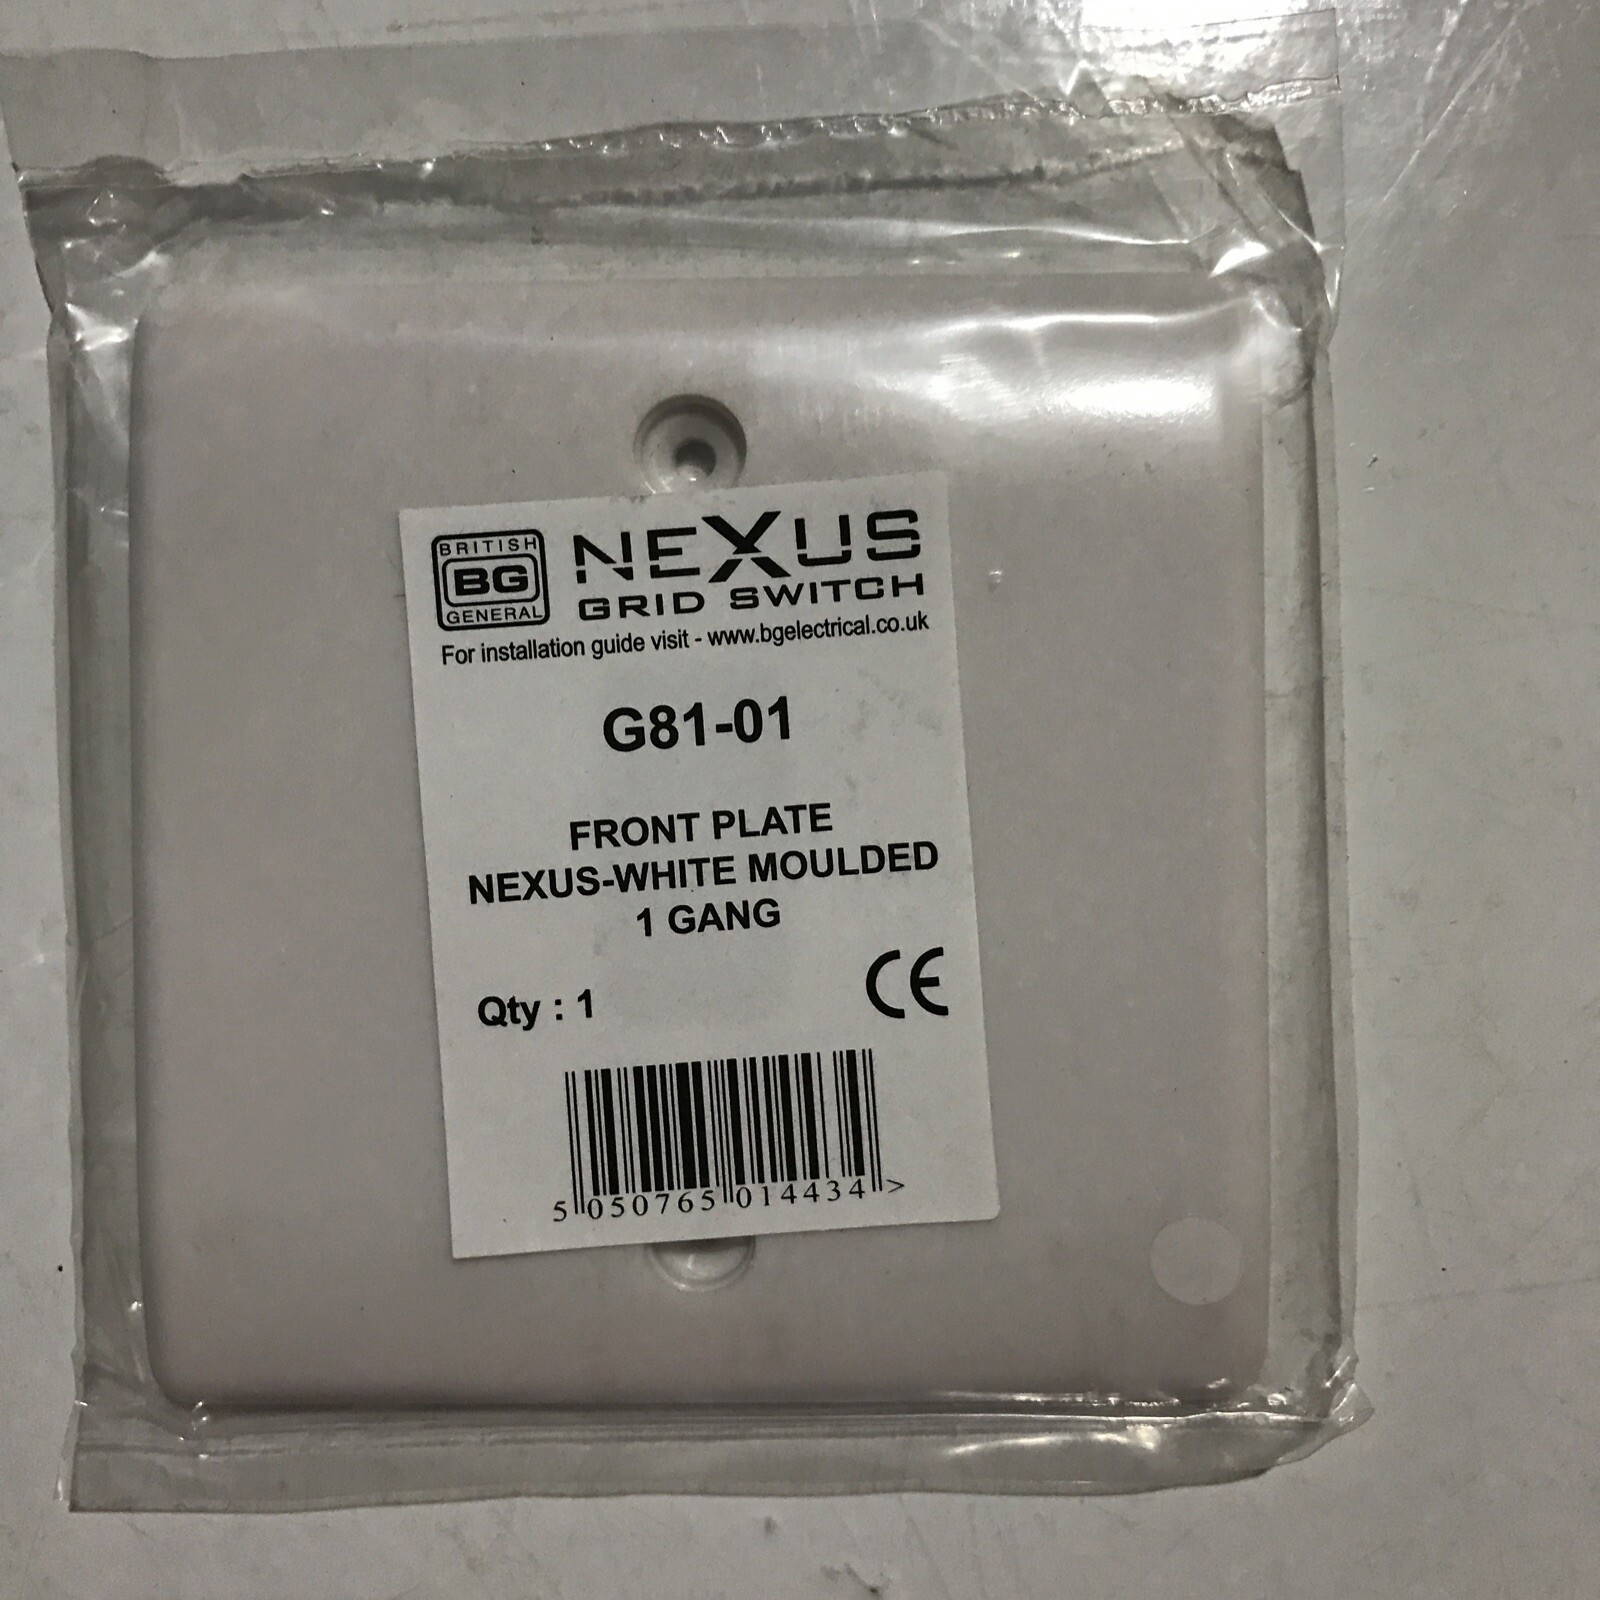 BRITISH
BG
GENERAL
NEXUS
GRID SWITCH
For installation guide visit - www.bgelectrical.co.uk
G81-01
FRONT PLATE
NEXUS-WHITE MOULDED
1 GANG
Qty : 1
CE
5 050765 014434 >